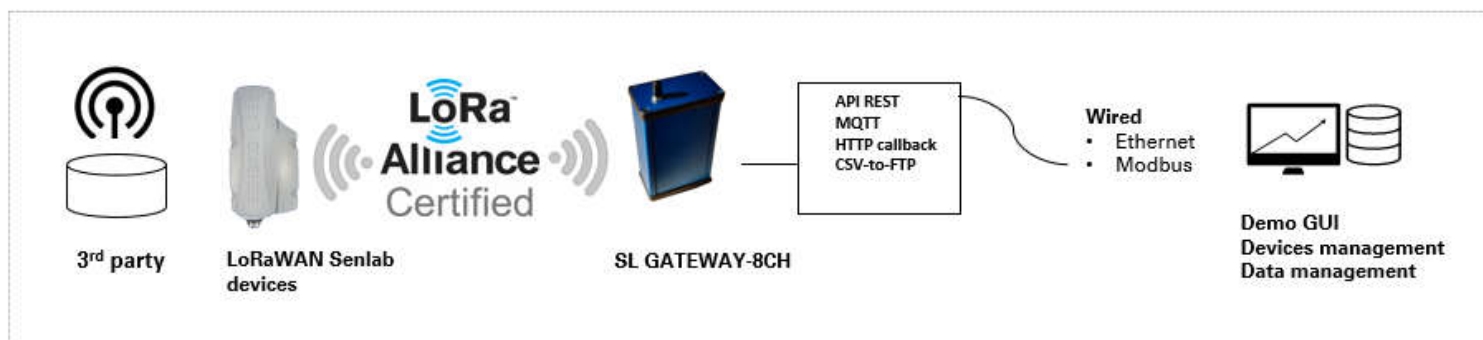 3rd party
LoRaWAN Senlab
devices
LoRa™
Alliance
Certified
SL GATEWAY-8CH
API REST
MQTT
HTTP callback
CSV-to-FTP
Wired
• Ethernet
• Modbus
Demo GUI
Devices management
Data management